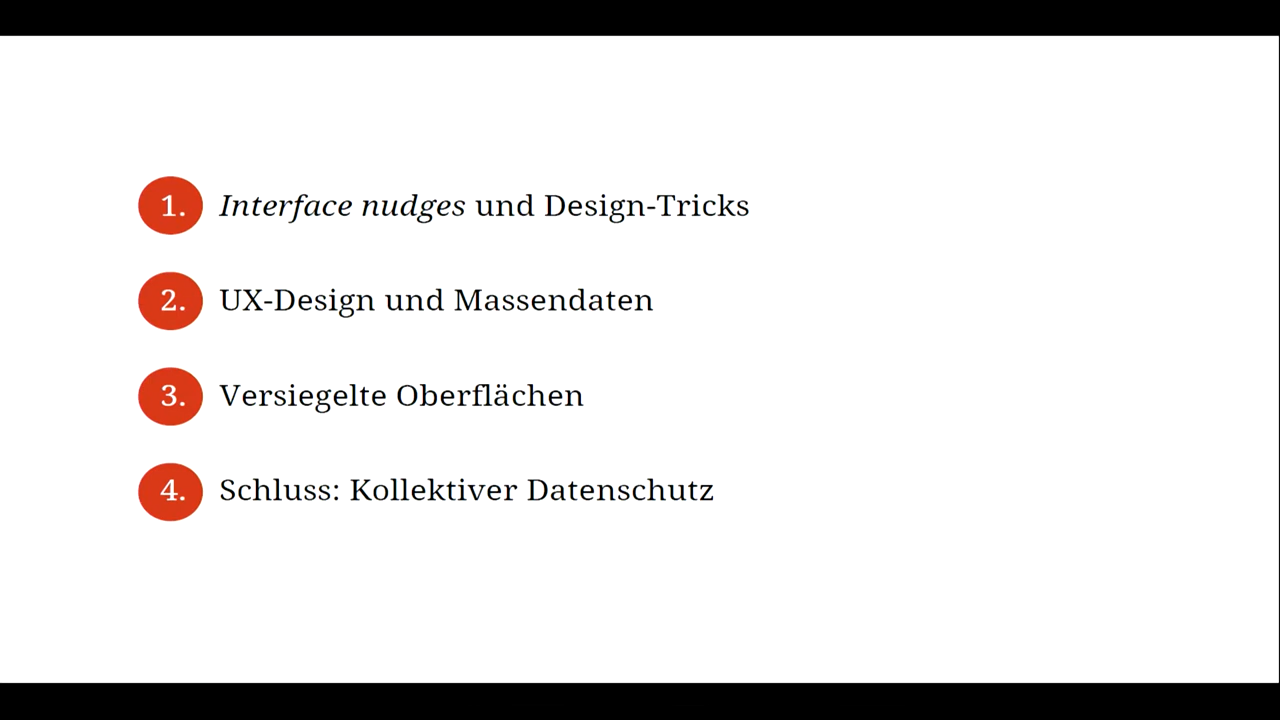 1. Interface nudges und Design-Tricks
2. UX-Design und Massendaten
3. Versiegelte Oberflächen
4. Schluss: Kollektiver Datenschutz